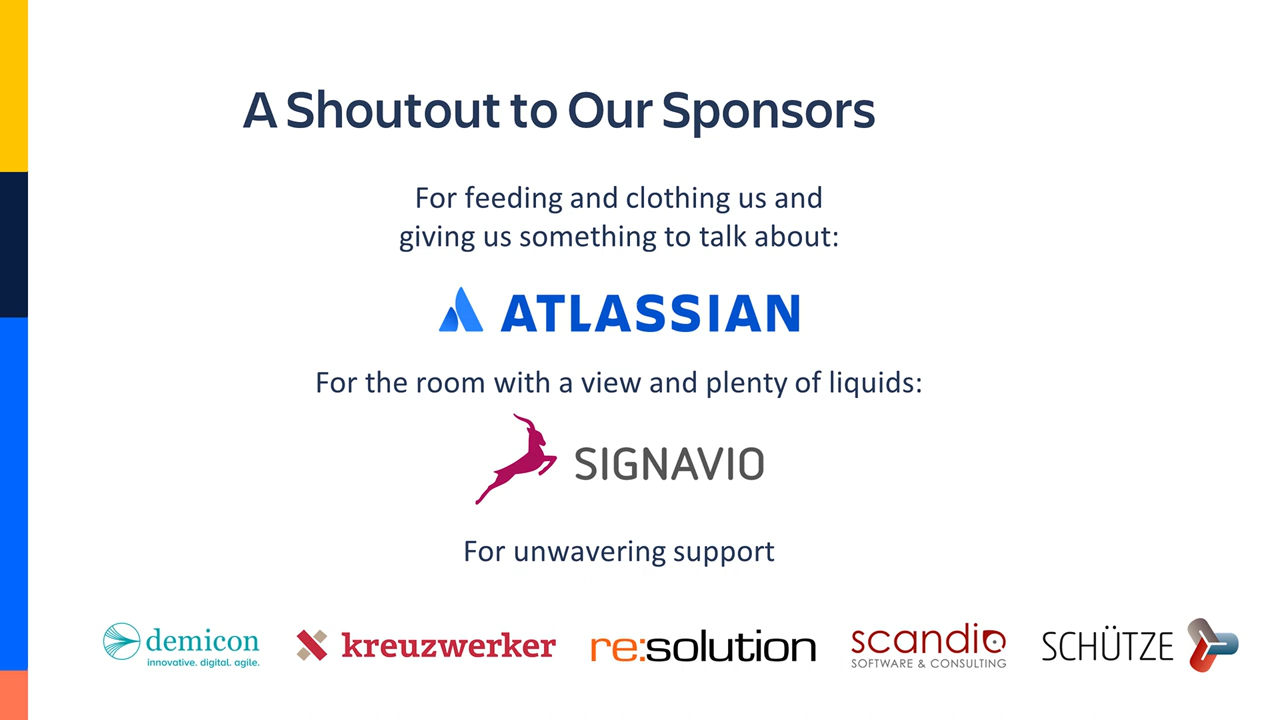 A Shoutout to Our Sponsors
For feeding and clothing us and
giving us something to talk about:
ATLASSIAN
For the room with a view and plenty of liquids:
SIGNAVIO
For unwavering support
demicon
innovative. digital. agile.
kreuzwerker
re:solution
scandio
SOFTWARE & CONSULTING
SCHÜTZE